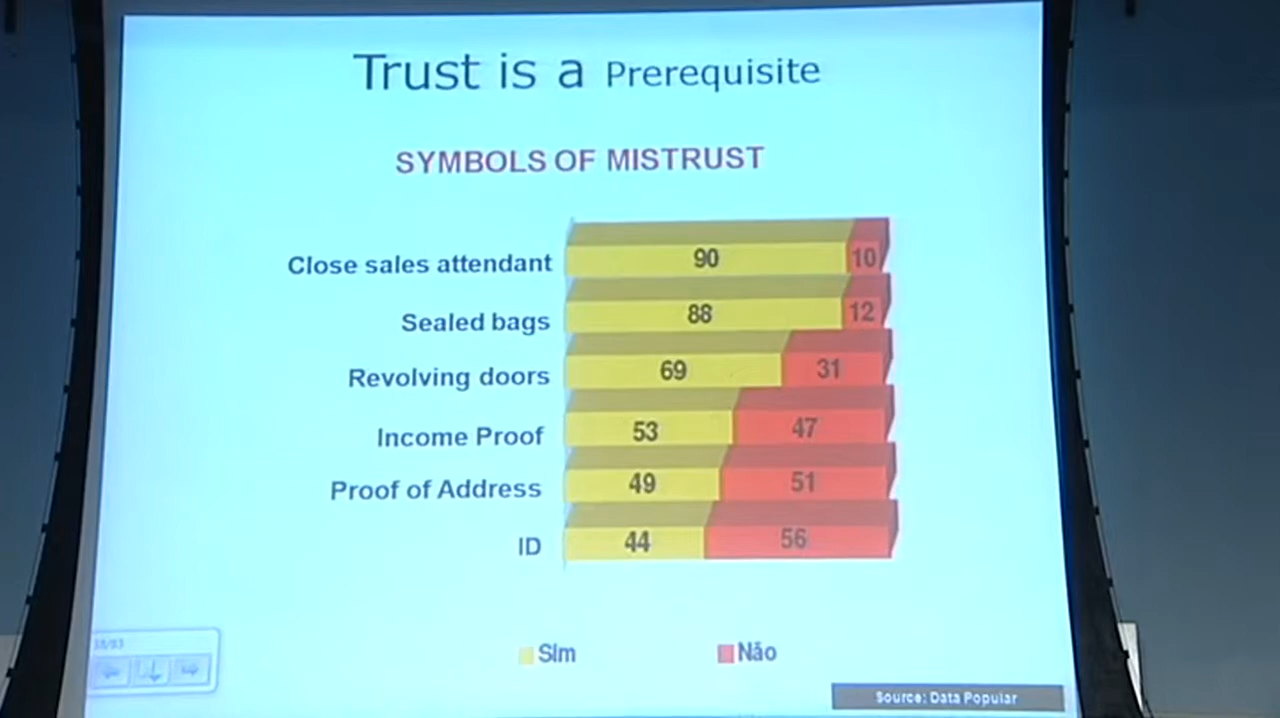 Trust is a Prerequisite
SYMBOLS OF MISTRUST
Close sales attendant 90 10
Sealed bags 88 12
Revolving doors 69 31
Income Proof 53 47
Proof of Address 49 51
ID 44 56
Sim Não
Source: Data Popular